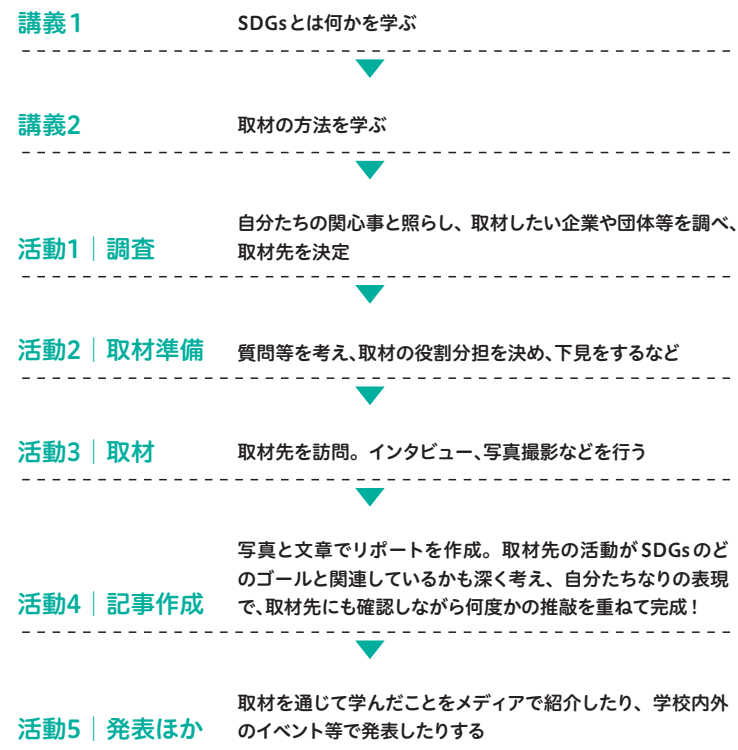 講義1 SDGsとは何かを学ぶ
講義2 取材の方法を学ぶ
自分たちの関心事と照らし、取材したい企業や団体等を調べ、
活動1｜調査 取材先を決定
活動2｜取材準備 質問等を考え、取材の役割分担を決め、下見をするなど
活動3｜取材 取材先を訪問。インタビュー、写真撮影などを行う
写真と文章でリポートを作成。取材先の活動がSDGsのど
のゴールと関連しているかも深く考え、自分たちなりの表現
活動4｜記事作成 で、取材先にも確認しながら何度かの推敲を重ねて完成！
取材を通じて学んだことをメディアで紹介したり、学校内外
活動5｜発表ほか のイベント等で発表したりする